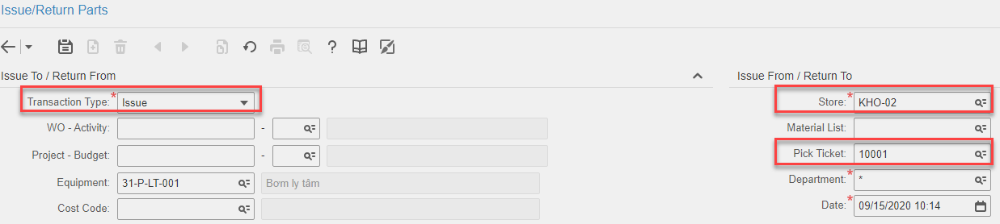 Issue/Return Parts
Issue To / Return From
Transaction Type:* Issue
WO - Activity: -
Project - Budget: -
Equipment: 31-P-LT-001 Bơm ly tâm
Cost Code:
Issue From / Return To
Store:* KHO-02
Material List:
Pick Ticket: 10001
Department:* *
Date:* 09/15/2020 10:14